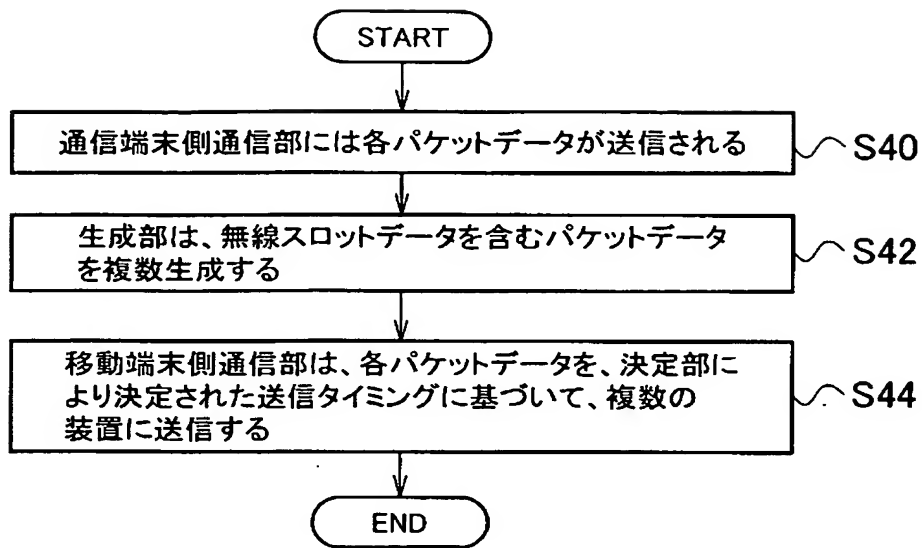 START
通信端末側通信部には各パケットデータが送信される
S40
生成部は、無線スロットデータを含むパケットデータ
を複数生成する
S42
移動端末側通信部は、各パケットデータを、決定部に
より決定された送信タイミングに基づいて、複数の
装置に送信する
S44
END